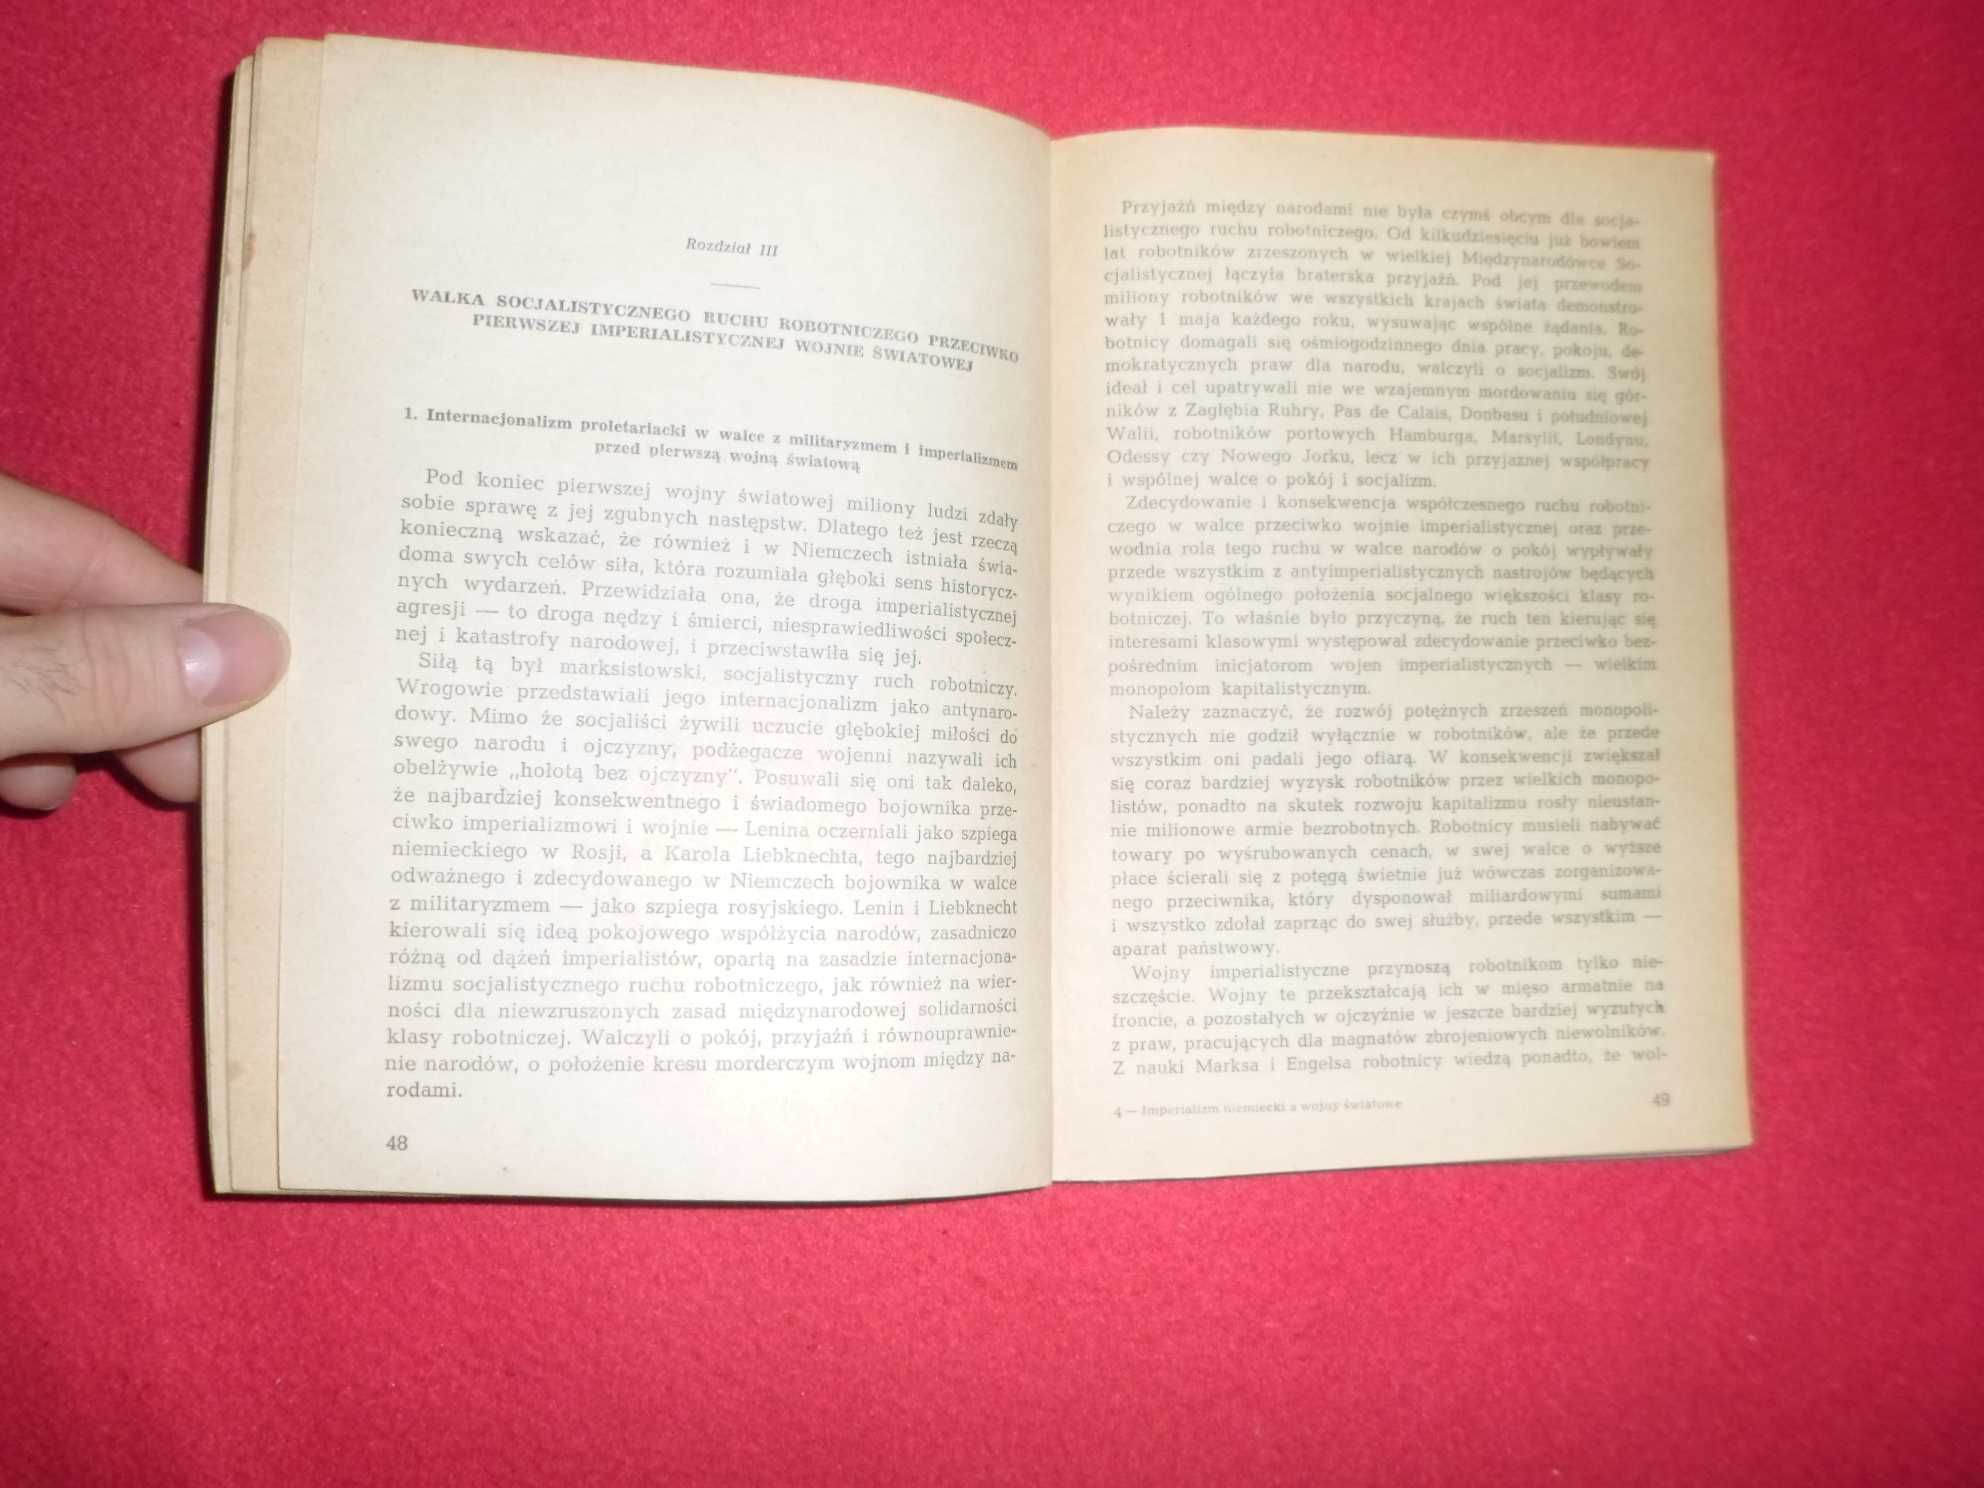 Rozdział III
WALKA SOCJALISTYCZNEGO RUCHU ROBOTNICZEGO PRZECIWKO
PIERWSZEJ IMPERIALISTYCZNEJ WOJNIE ŚWIATOWEJ
1. Internacjonalizm proletariacki w walce z militaryzmem i imperializmem
przed pierwszą wojną światową
Pod koniec pierwszej wojny światowej miliony ludzi zdały
sobie sprawę z jej zgubnych następstw. Dlatego też jest rzeczą
konieczną wskazać, że również i w Niemczech istniała świa-
doma swych celów siła, która rozumiała głęboki sens historycz-
nych wydarzeń. Przewidziała ona, że droga imperialistycznej
agresji — to droga nędzy i śmierci, niesprawiedliwości społecz-
nej i katastrofy narodowej, i przeciwstawiła się jej.
Siłą tą był marksistowski, socjalistyczny ruch robotniczy.
Wrogowie przedstawiali jego internacjonalizm jako antynaro-
dowy. Mimo że socjaliści żywili uczucie głębokiej miłości do
swego narodu i ojczyzny, podżegacze wojenni nazywali ich
obelżywie „hołotą bez ojczyzny”. Posuwali się oni tak daleko,
że najbardziej konsekwentnego i świadomego bojownika prze-
ciwko imperializmowi i wojnie — Lenina oczerniali jako szpiega
niemieckiego w Rosji, a Karola Liebknechta, tego najbardziej
odważnego i zdecydowanego w Niemczech bojownika w walce
z militaryzmem — jako szpiega rosyjskiego. Lenin i Liebknecht
kierowali się ideą pokojowego współżycia narodów, zasadniczo
różną od dążeń imperialistów, opartą na zasadzie internacjona-
lizmu socjalistycznego ruchu robotniczego, jak również na wier-
ności dla niewzruszonych zasad międzynarodowej solidarności
klasy robotniczej. Walczyli o pokój, przyjaźń i równouprawnie-
nie narodów, o położenie kresu morderczym wojnom między na-
rodami.
48
Przyjaźń między narodami nie była czymś obcym dla socja-
listycznego ruchu robotniczego. Od kilkudziesięciu już bowiem
lat robotników zrzeszonych w wielkiej Międzynarodówce So-
cjalistycznej łączyła braterska przyjaźń. Pod jej przewodem
miliony robotników we wszystkich krajach świata demonstro-
wały 1 maja każdego roku, wysuwając wspólne żądania. Ro-
botnicy domagali się ośmiogodzinnego dnia pracy, pokoju, de-
mokratycznych praw dla narodu, walczyli o socjalizm. Swój
ideał i cel upatrywali nie we wzajemnym mordowaniu się gór-
ników z Zagłębia Ruhry, Pas de Calais, Donbasu i południowej
Walii, robotników portowych Hamburga, Marsylii, Londynu,
Odessy czy Nowego Jorku, lecz w ich przyjaznej współpracy
i wspólnej walce o pokój i socjalizm.
Zdecydowanie i konsekwencja współczesnego ruchu robotni-
czego w walce przeciwko wojnie imperialistycznej oraz prze-
wodnia rola tego ruchu w walce narodów o pokój wypływały
przede wszystkim z antyimperialistycznych nastrojów będących
wynikiem ogólnego położenia socjalnego większości klasy ro-
botniczej. To właśnie było przyczyną, że ruch ten kierując się
interesami klasowymi występował zdecydowanie przeciwko bez-
pośrednim inicjatorom wojen imperialistycznych — wielkim
monopolom kapitalistycznym.
Należy zaznaczyć, że rozwój potężnych zrzeszeń monopoli-
stycznych nie godził wyłącznie w robotników, ale że przede
wszystkim oni padali jego ofiarą. W konsekwencji zwiększał
się coraz bardziej wyzysk robotników przez wielkich monopo-
listów, ponadto na skutek rozwoju kapitalizmu rosły nieustan-
nie milionowe armie bezrobotnych. Robotnicy musieli nabywać
towary po wyśrubowanych cenach, w swej walce o wyższe
płace ścierali się z potęgą świetnie już wówczas zorganizowa-
nego przeciwnika, który dysponował miliardowymi sumami
i wszystko zdołał zaprząc do swej służby, przede wszystkim —
aparat państwowy.
Wojny imperialistyczne przynoszą robotnikom tylko nie-
szczęście. Wojny te przekształcają ich w mięso armatnie na
froncie, a pozostałych w ojczyźnie w jeszcze bardziej wyzutych
z praw, pracujących dla magnatów zbrojeniowych niewolników.
Z nauki Marksa i Engelsa robotnicy wiedzą ponadto, że wol-
4 — Imperializm niemiecki a wojny światowe
49